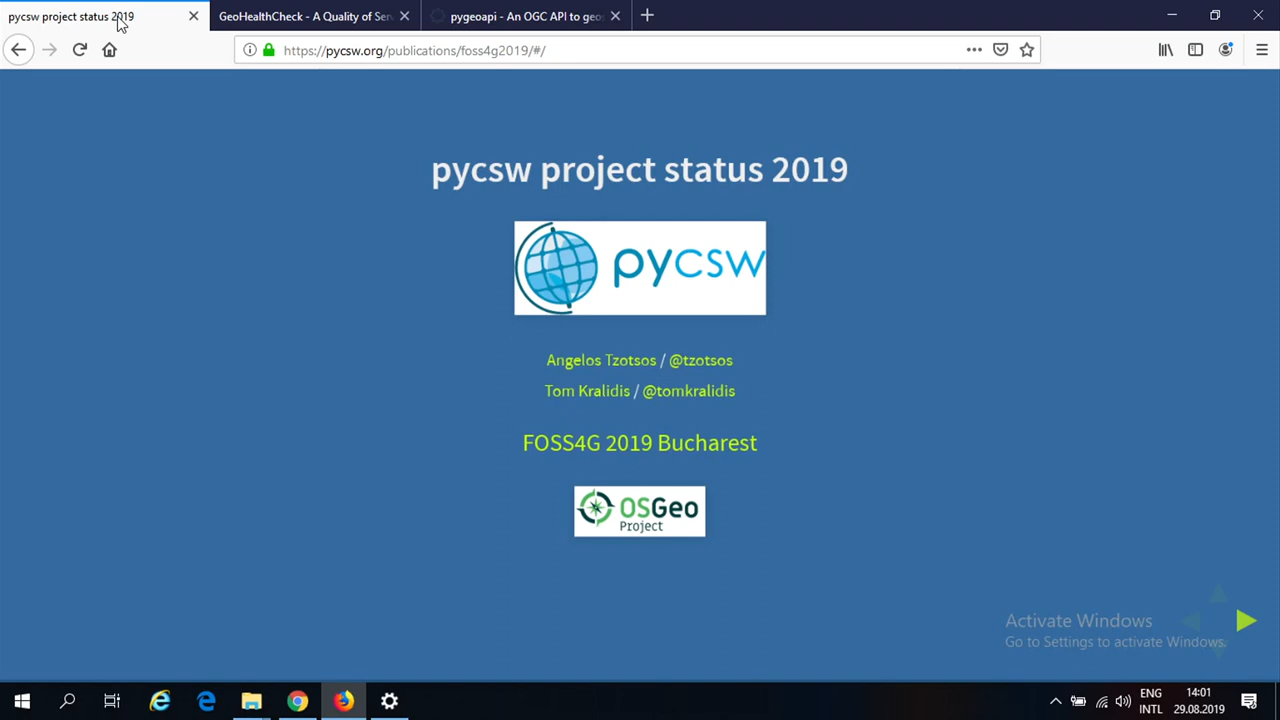 pycsw project status 2019
GeoHealthCheck - A Quality of Ser
pygeoapi - An OGC API to geos
https://pycsw.org/publications/foss4g2019/#/
pycsw project status 2019
pycsw
Angelos Tzotsos / @tzotsos
Tom Kralidis / @tomkralidis
FOSS4G 2019 Bucharest
OSGeo
Project
Activate Windows
Go to Settings to activate Windows.
ENG
INTL
14:01
29.08.2019